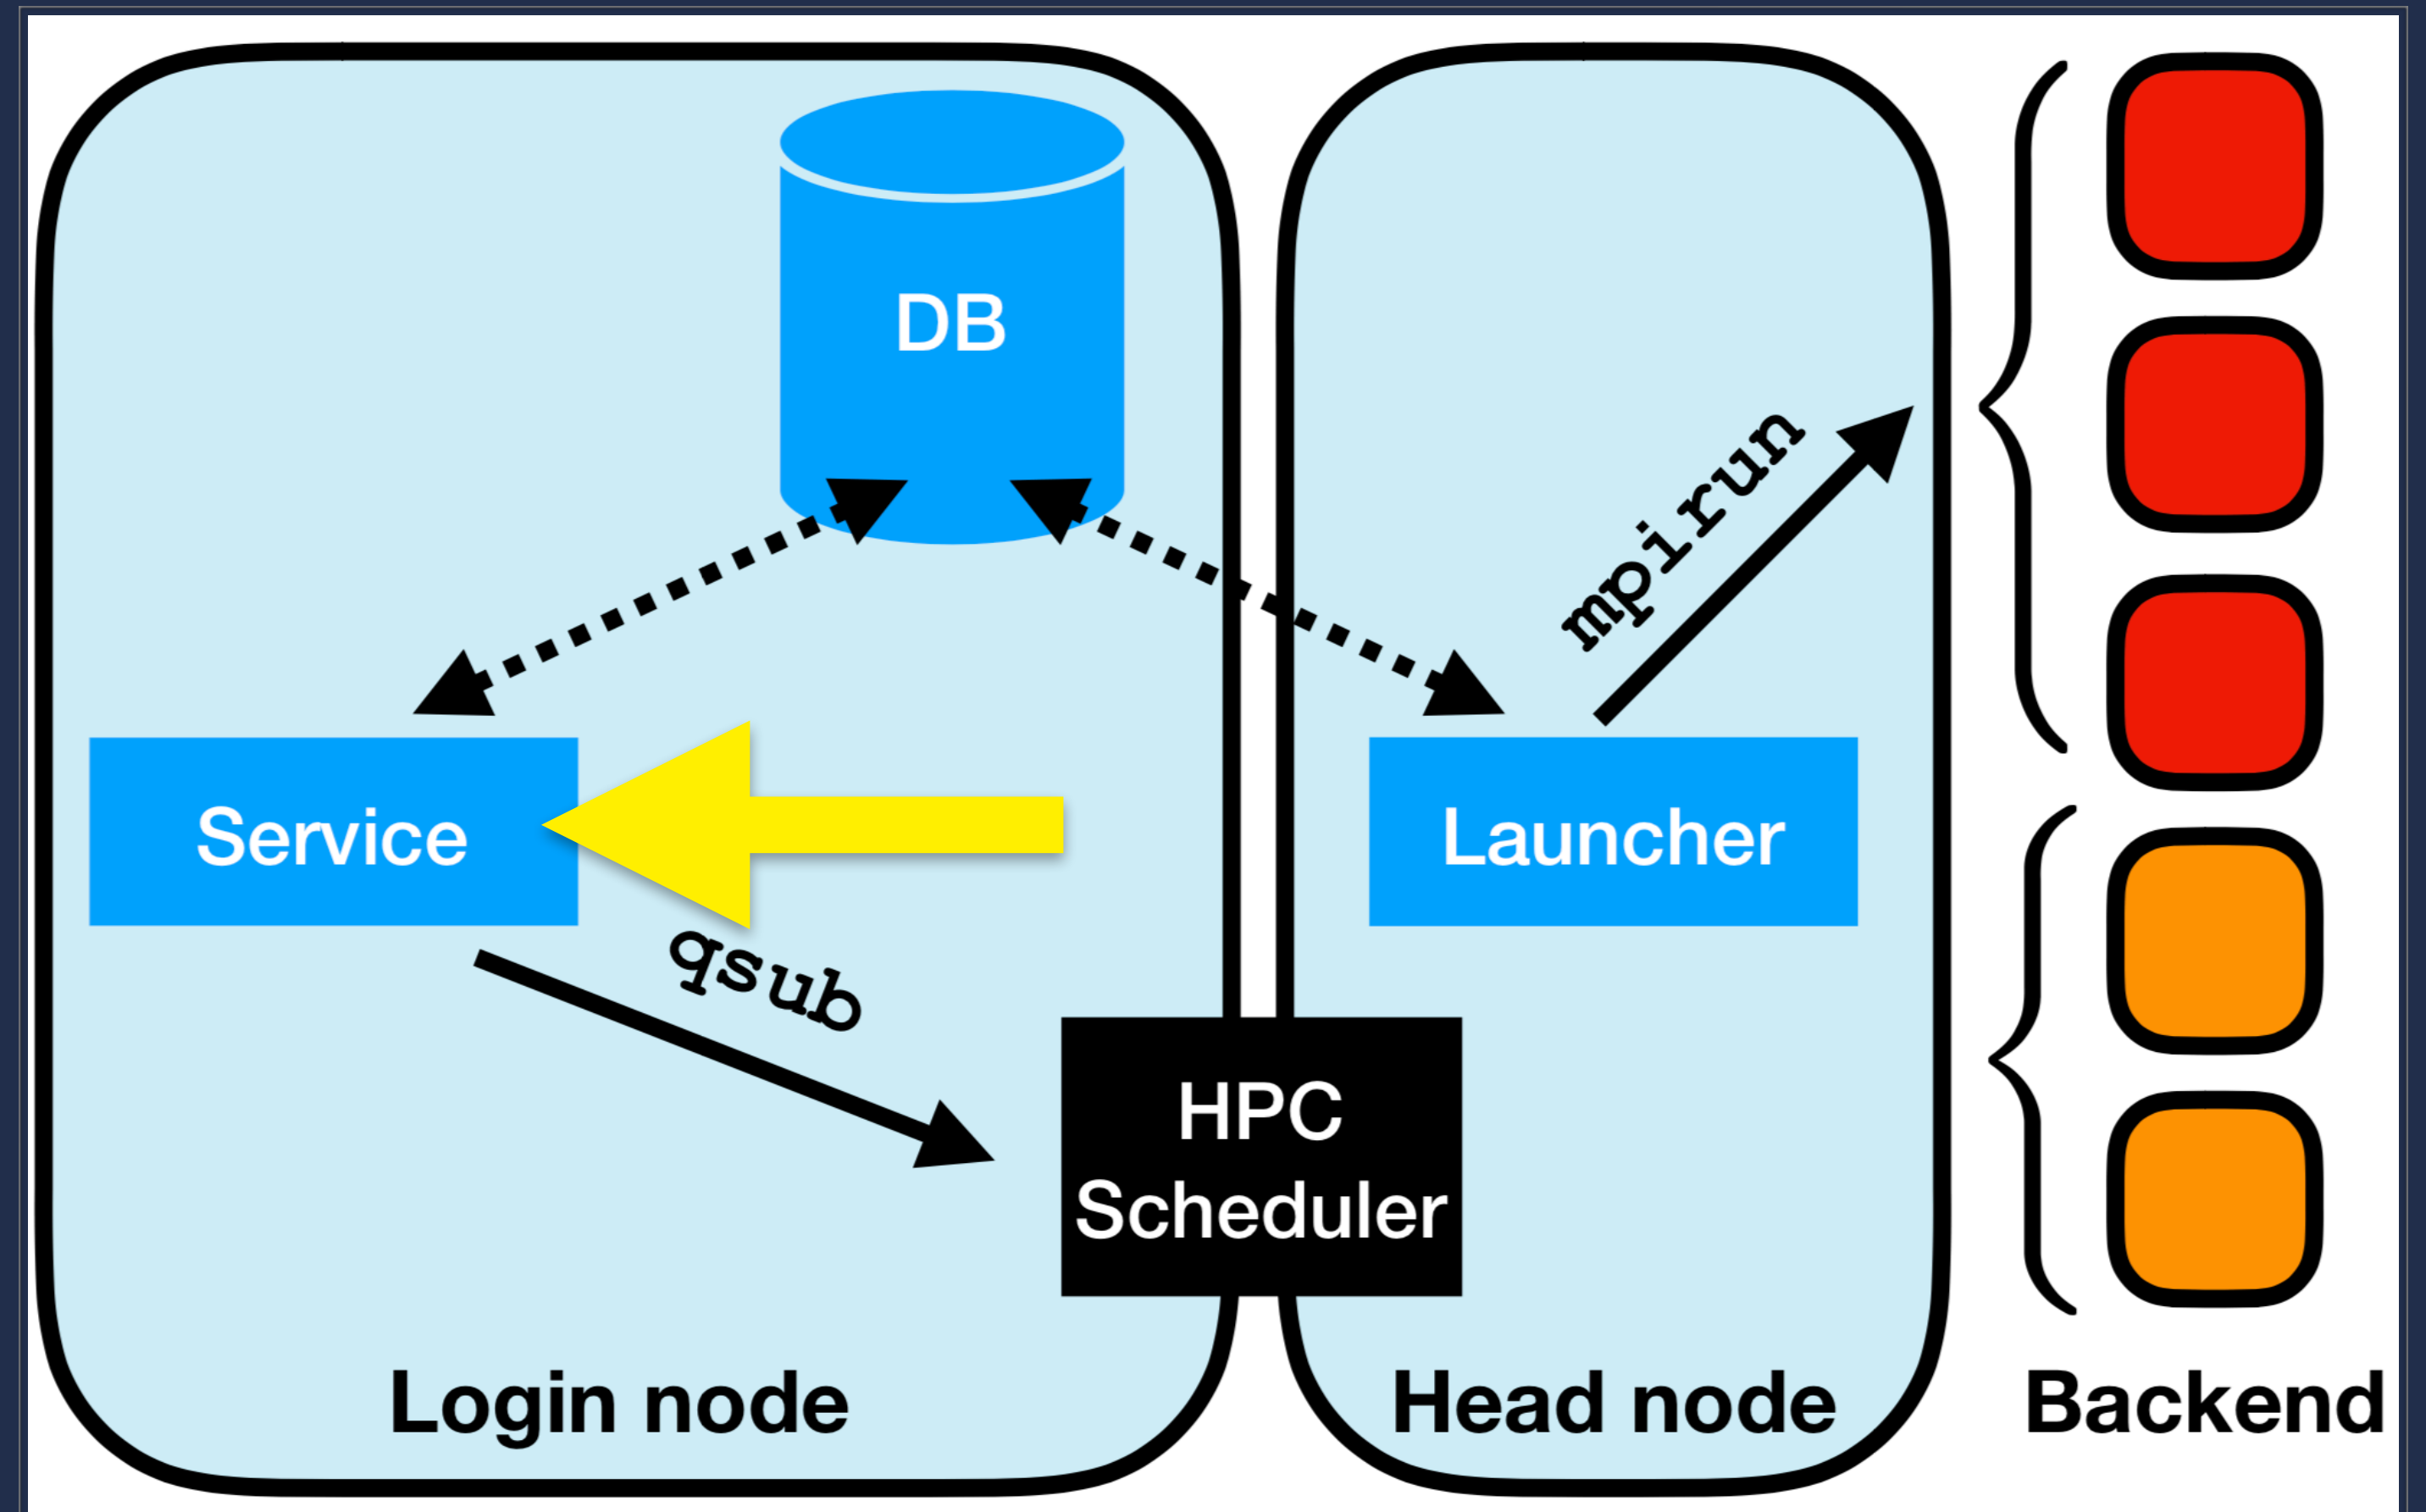 DB
mpirun
Service
Launcher
qsub
HPC
Scheduler
Login node
Head node
Backend